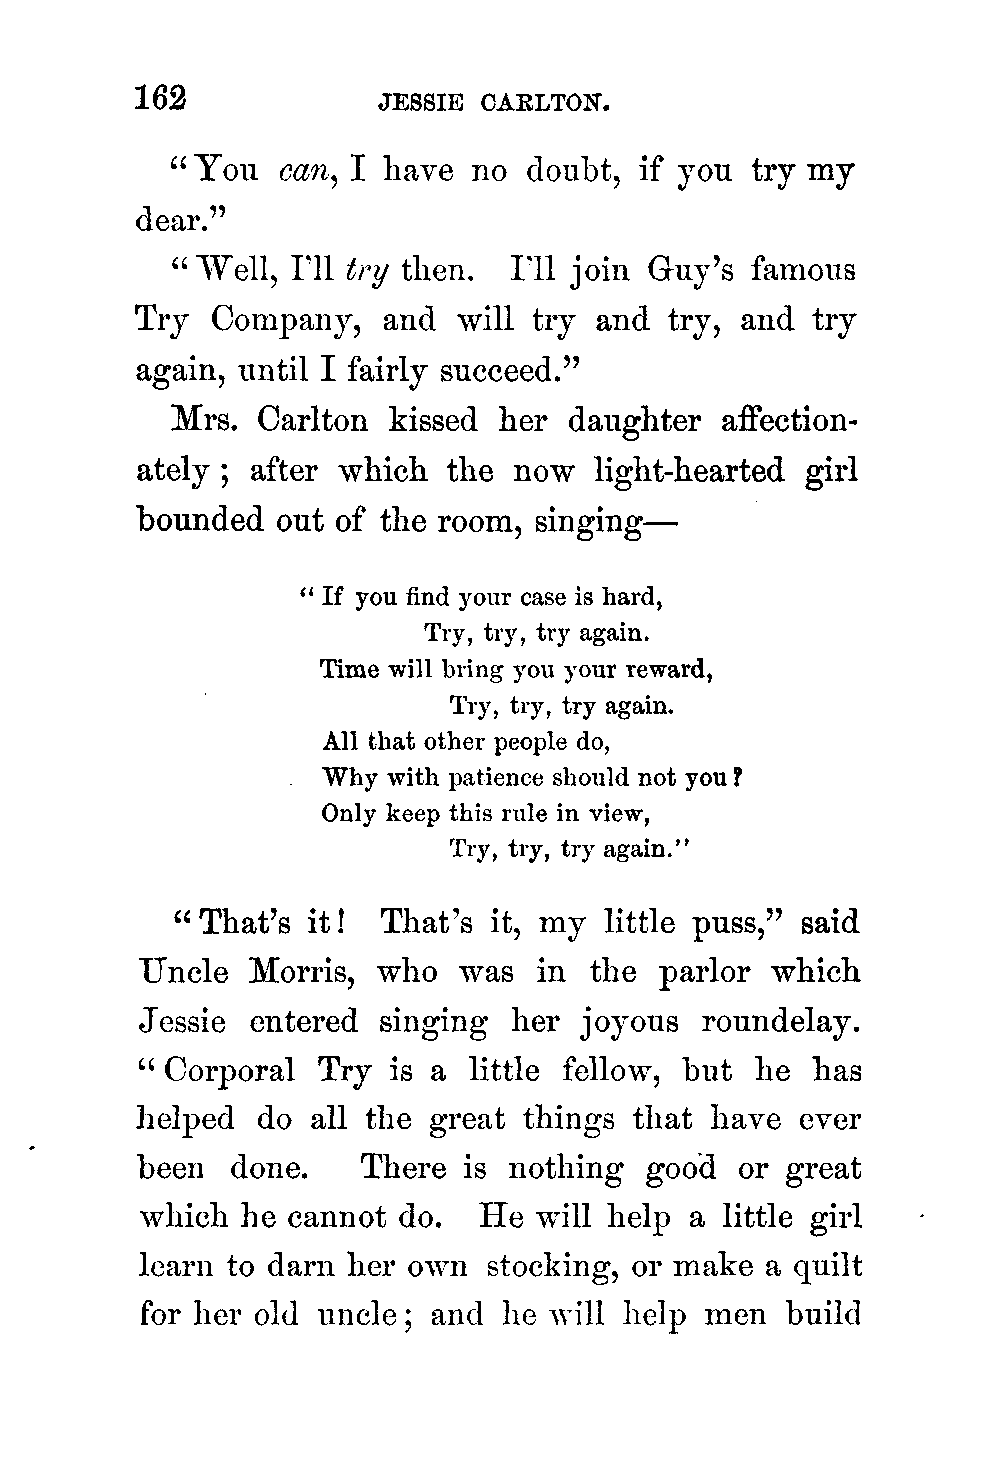 162 JESSIE CARLTON.
“You can, I have no doubt, if you try my
dear.”
“Well, I'll try then. I'll join Guy's famous
Try Company, and will try and try, and try
again, until I fairly succeed.”
Mrs. Carlton kissed her daughter affection-
ately; after which the now light-hearted girl
bounded out of the room, singing—
“If you find your case is hard,
Try, try, try again.
Time will bring you your reward,
Try, try, try again.
All that other people do,
Why with patience should not you?
Only keep this rule in view,
Try, try, try again.”
“That's it! That's it, my little puss,” said
Uncle Morris, who was in the parlor which
Jessie entered singing her joyous roundelay.
“Corporal Try is a little fellow, but he has
helped do all the great things that have ever
been done. There is nothing good or great
which he cannot do. He will help a little girl
learn to darn her own stocking, or make a quilt
for her old uncle; and he will help men build